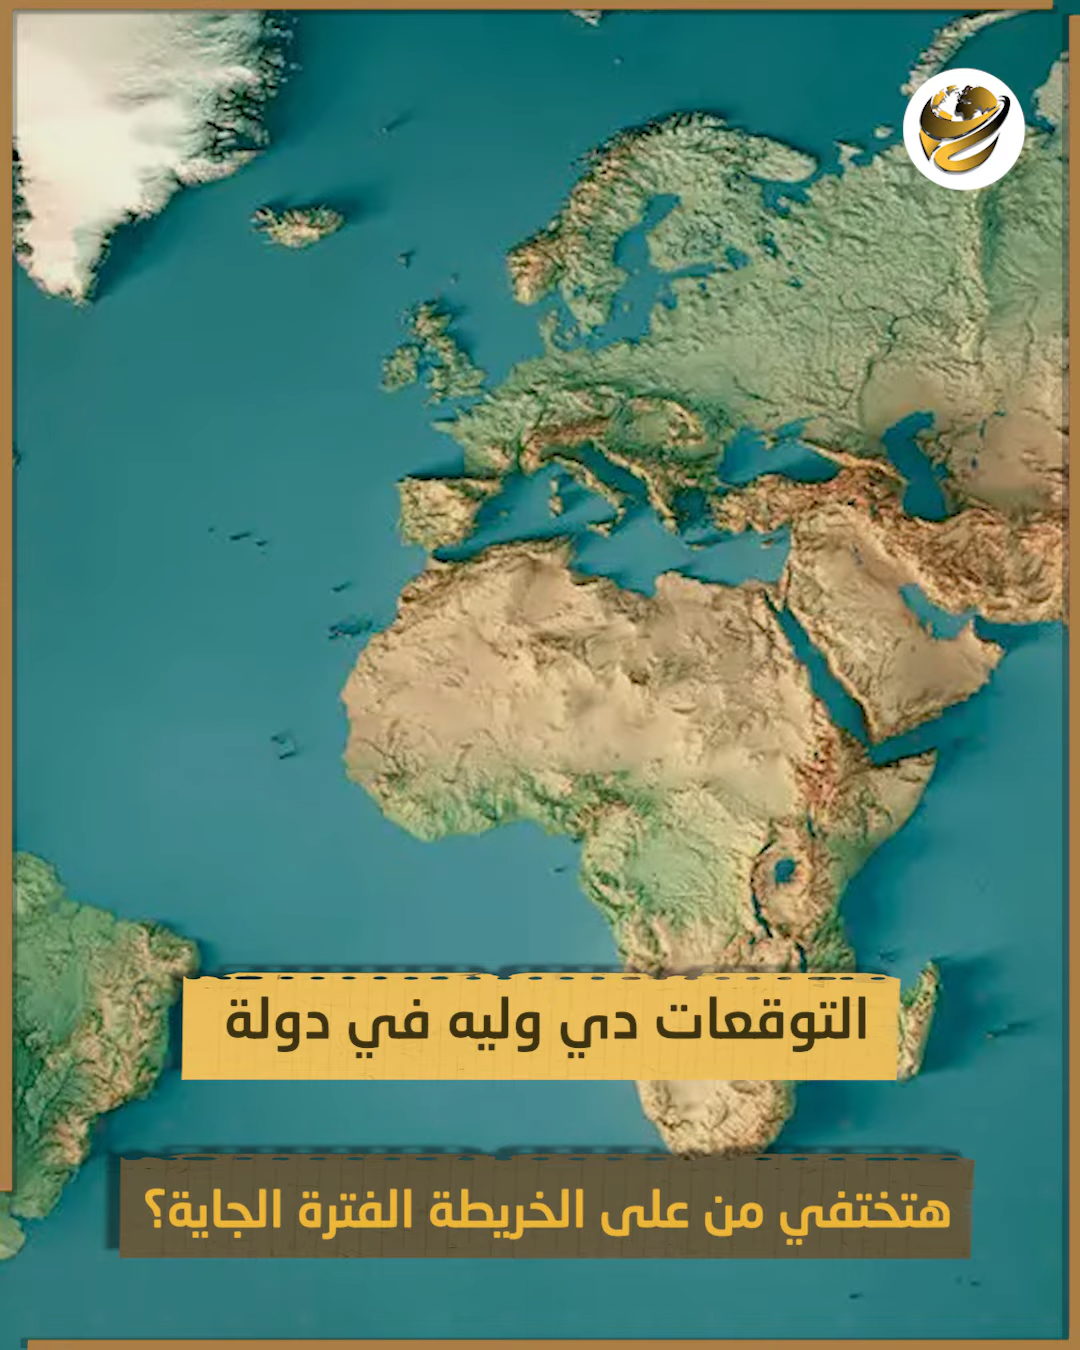 التوقعات دي وليه في دولة
هتختفي من على الخريطة الفترة الجاية؟